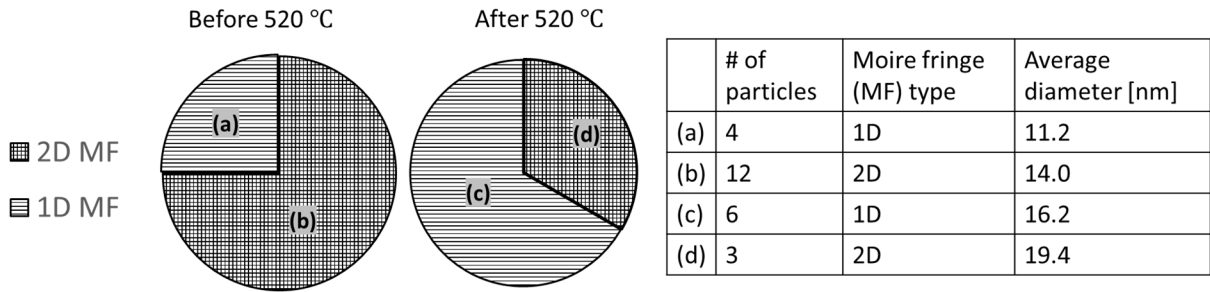 Before 520 ℃
After 520 ℃
2D MF
1D MF
(a)
(b)
(c)
(d)
# of particles Moire fringe (MF) type Average diameter [nm]
(a) 4 1D 11.2
(b) 12 2D 14.0
(c) 6 1D 16.2
(d) 3 2D 19.4